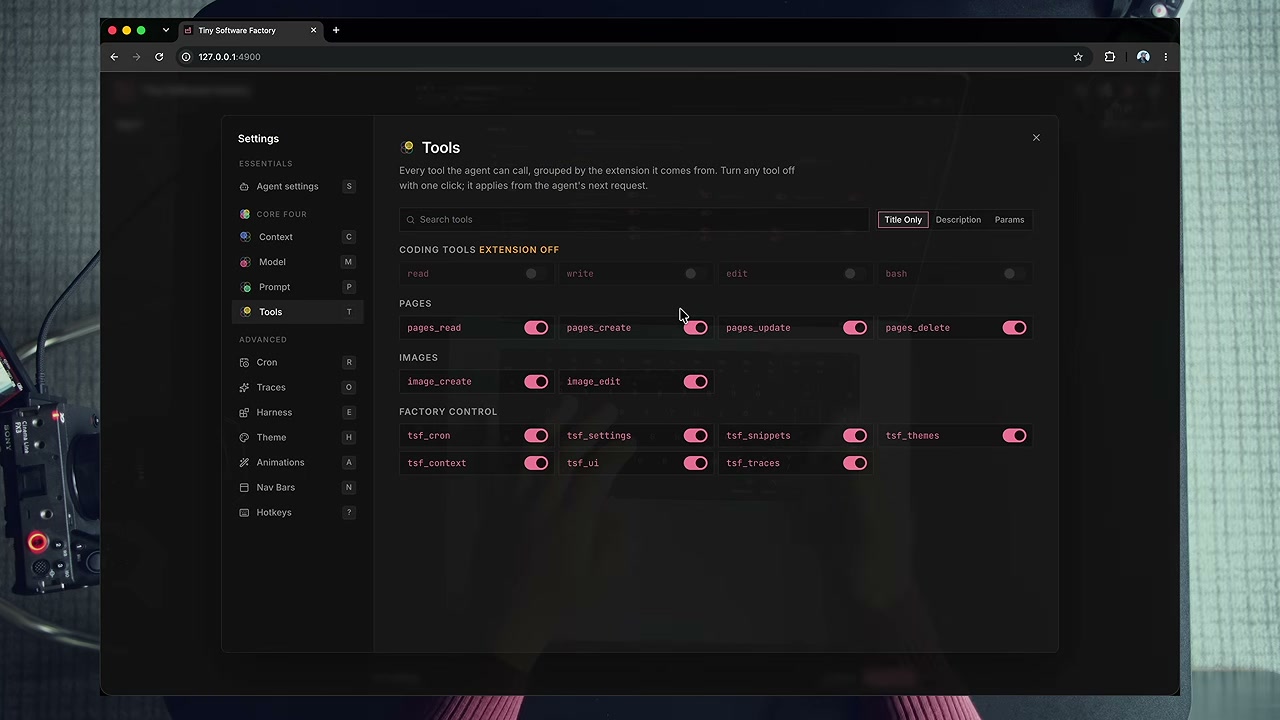 Tiny Software Factory
127.0.0.1:4900
Settings
ESSENTIALS
Agent settings S
CORE FOUR
Context C
Model M
Prompt P
Tools T
ADVANCED
Cron R
Traces O
Harness E
Theme H
Animations A
Nav Bars N
Hotkeys ?
Tools
Every tool the agent can call, grouped by the extension it comes from. Turn any tool off
with one click; it applies from the agent's next request.
Search tools
Title Only Description Params
CODING TOOLS EXTENSION OFF
read write edit bash
PAGES
pages_read pages_create pages_update pages_delete
IMAGES
image_create image_edit
FACTORY CONTROL
tsf_cron tsf_settings tsf_snippets tsf_themes
tsf_context tsf_ui tsf_traces
SONY